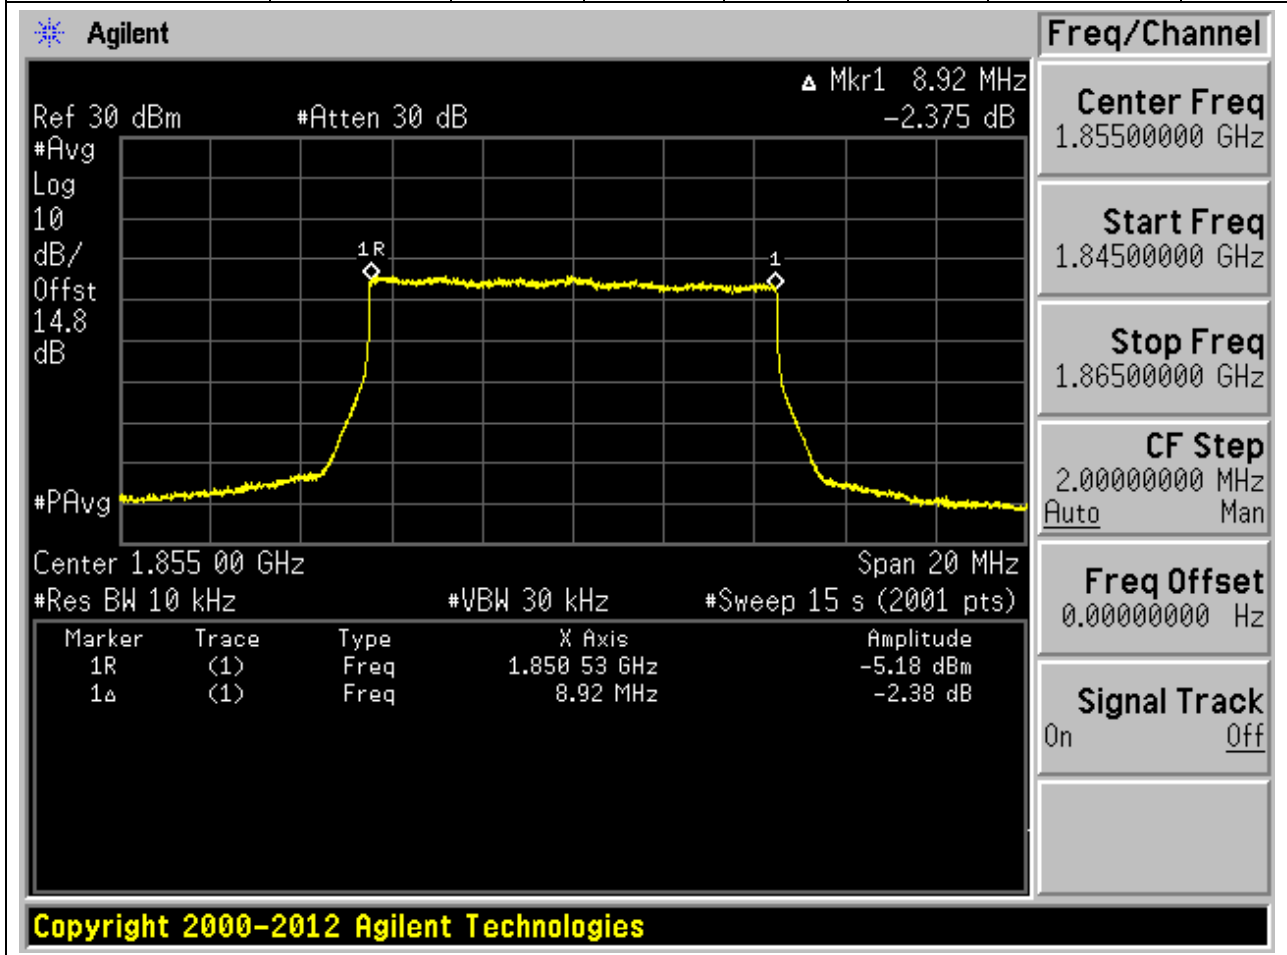 Agilent
Freq/Channel
▵ Mkr1 8.92 MHz
Ref 30 dBm #Atten 30 dB -2.375 dB
#Avg
Log
10
dB/
Offst
14.8
dB
1R
1
#PAvg
Center 1.855 00 GHz Span 20 MHz
#Res BW 10 kHz #VBW 30 kHz #Sweep 15 s (2001 pts)
Marker Trace Type X Axis Amplitude
1R (1) Freq 1.850 53 GHz -5.18 dBm
1▵ (1) Freq 8.92 MHz -2.38 dB
Center Freq
1.85500000 GHz
Start Freq
1.84500000 GHz
Stop Freq
1.86500000 GHz
CF Step
2.00000000 MHz
Auto Man
Freq Offset
0.00000000 Hz
Signal Track
On Off
Copyright 2000-2012 Agilent Technologies